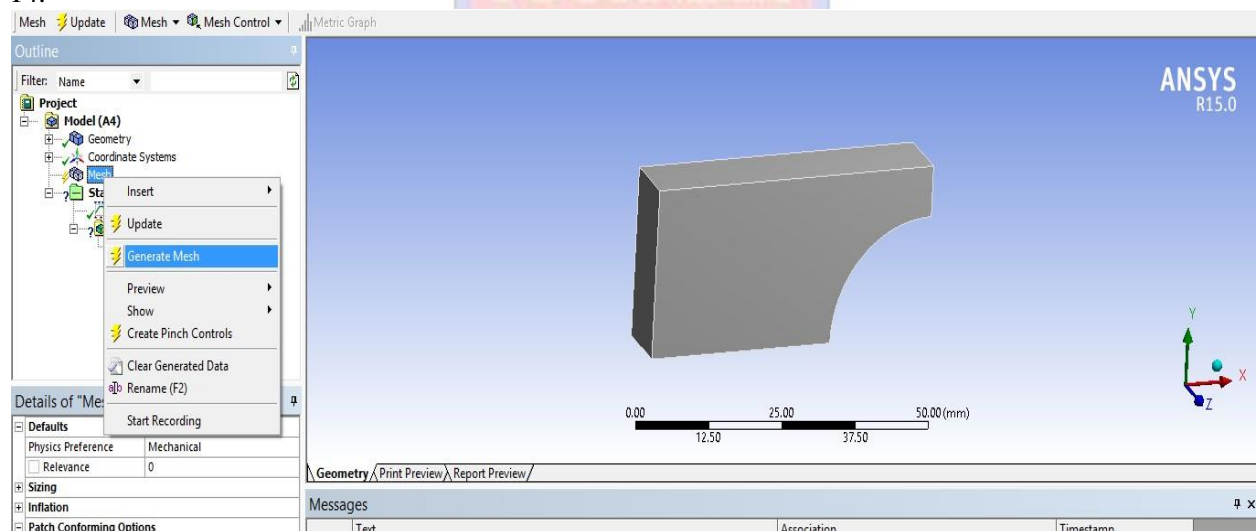 Mesh Update Mesh Mesh Control Metric Graph
Outline
Filter: Name
Project
Model (A4)
Geometry
Coordinate Systems
Mesh
Sta
Insert
Update
Generate Mesh
Preview
Show
Create Pinch Controls
Clear Generated Data
Rename (F2)
Start Recording
ANSYS
R15.0
Y
X
Z
0.00 25.00 50.00 (mm)
12.50 37.50
Geometry Print Preview Report Preview
Details of "Me
Defaults
Physics Preference Mechanical
Relevance 0
Sizing
Inflation
Patch Conforming Options
Messages
Text Association Timestamp